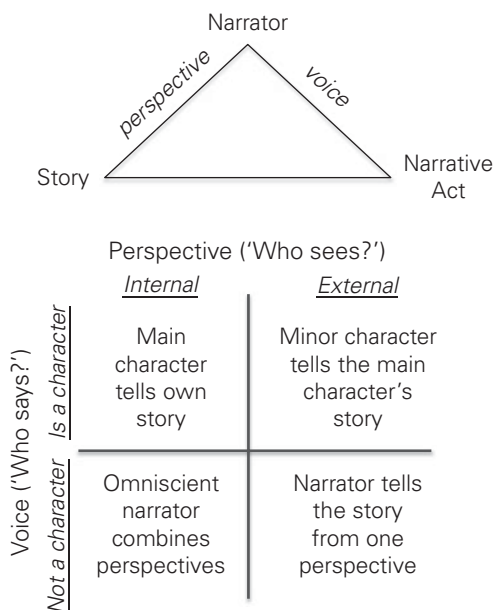 Narrator
perspective
voice
Story
Narrative
Act
Perspective ('Who sees?')
Internal
External
Voice ('Who says?')
Is a character
Main
character
tells own
story
Minor character
tells the main
character's
story
Not a character
Omniscient
narrator
combines
perspectives
Narrator tells
the story
from one
perspective